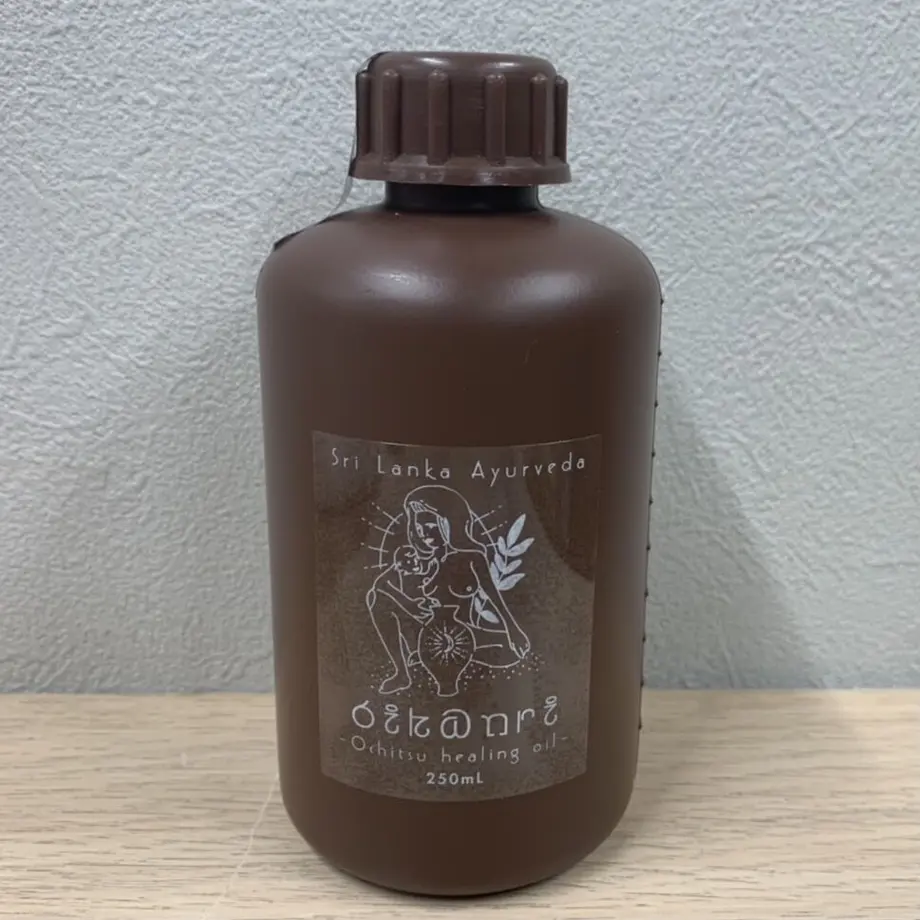 Sri Lanka Ayurveda
-Ochitsu healing oil-
250mL